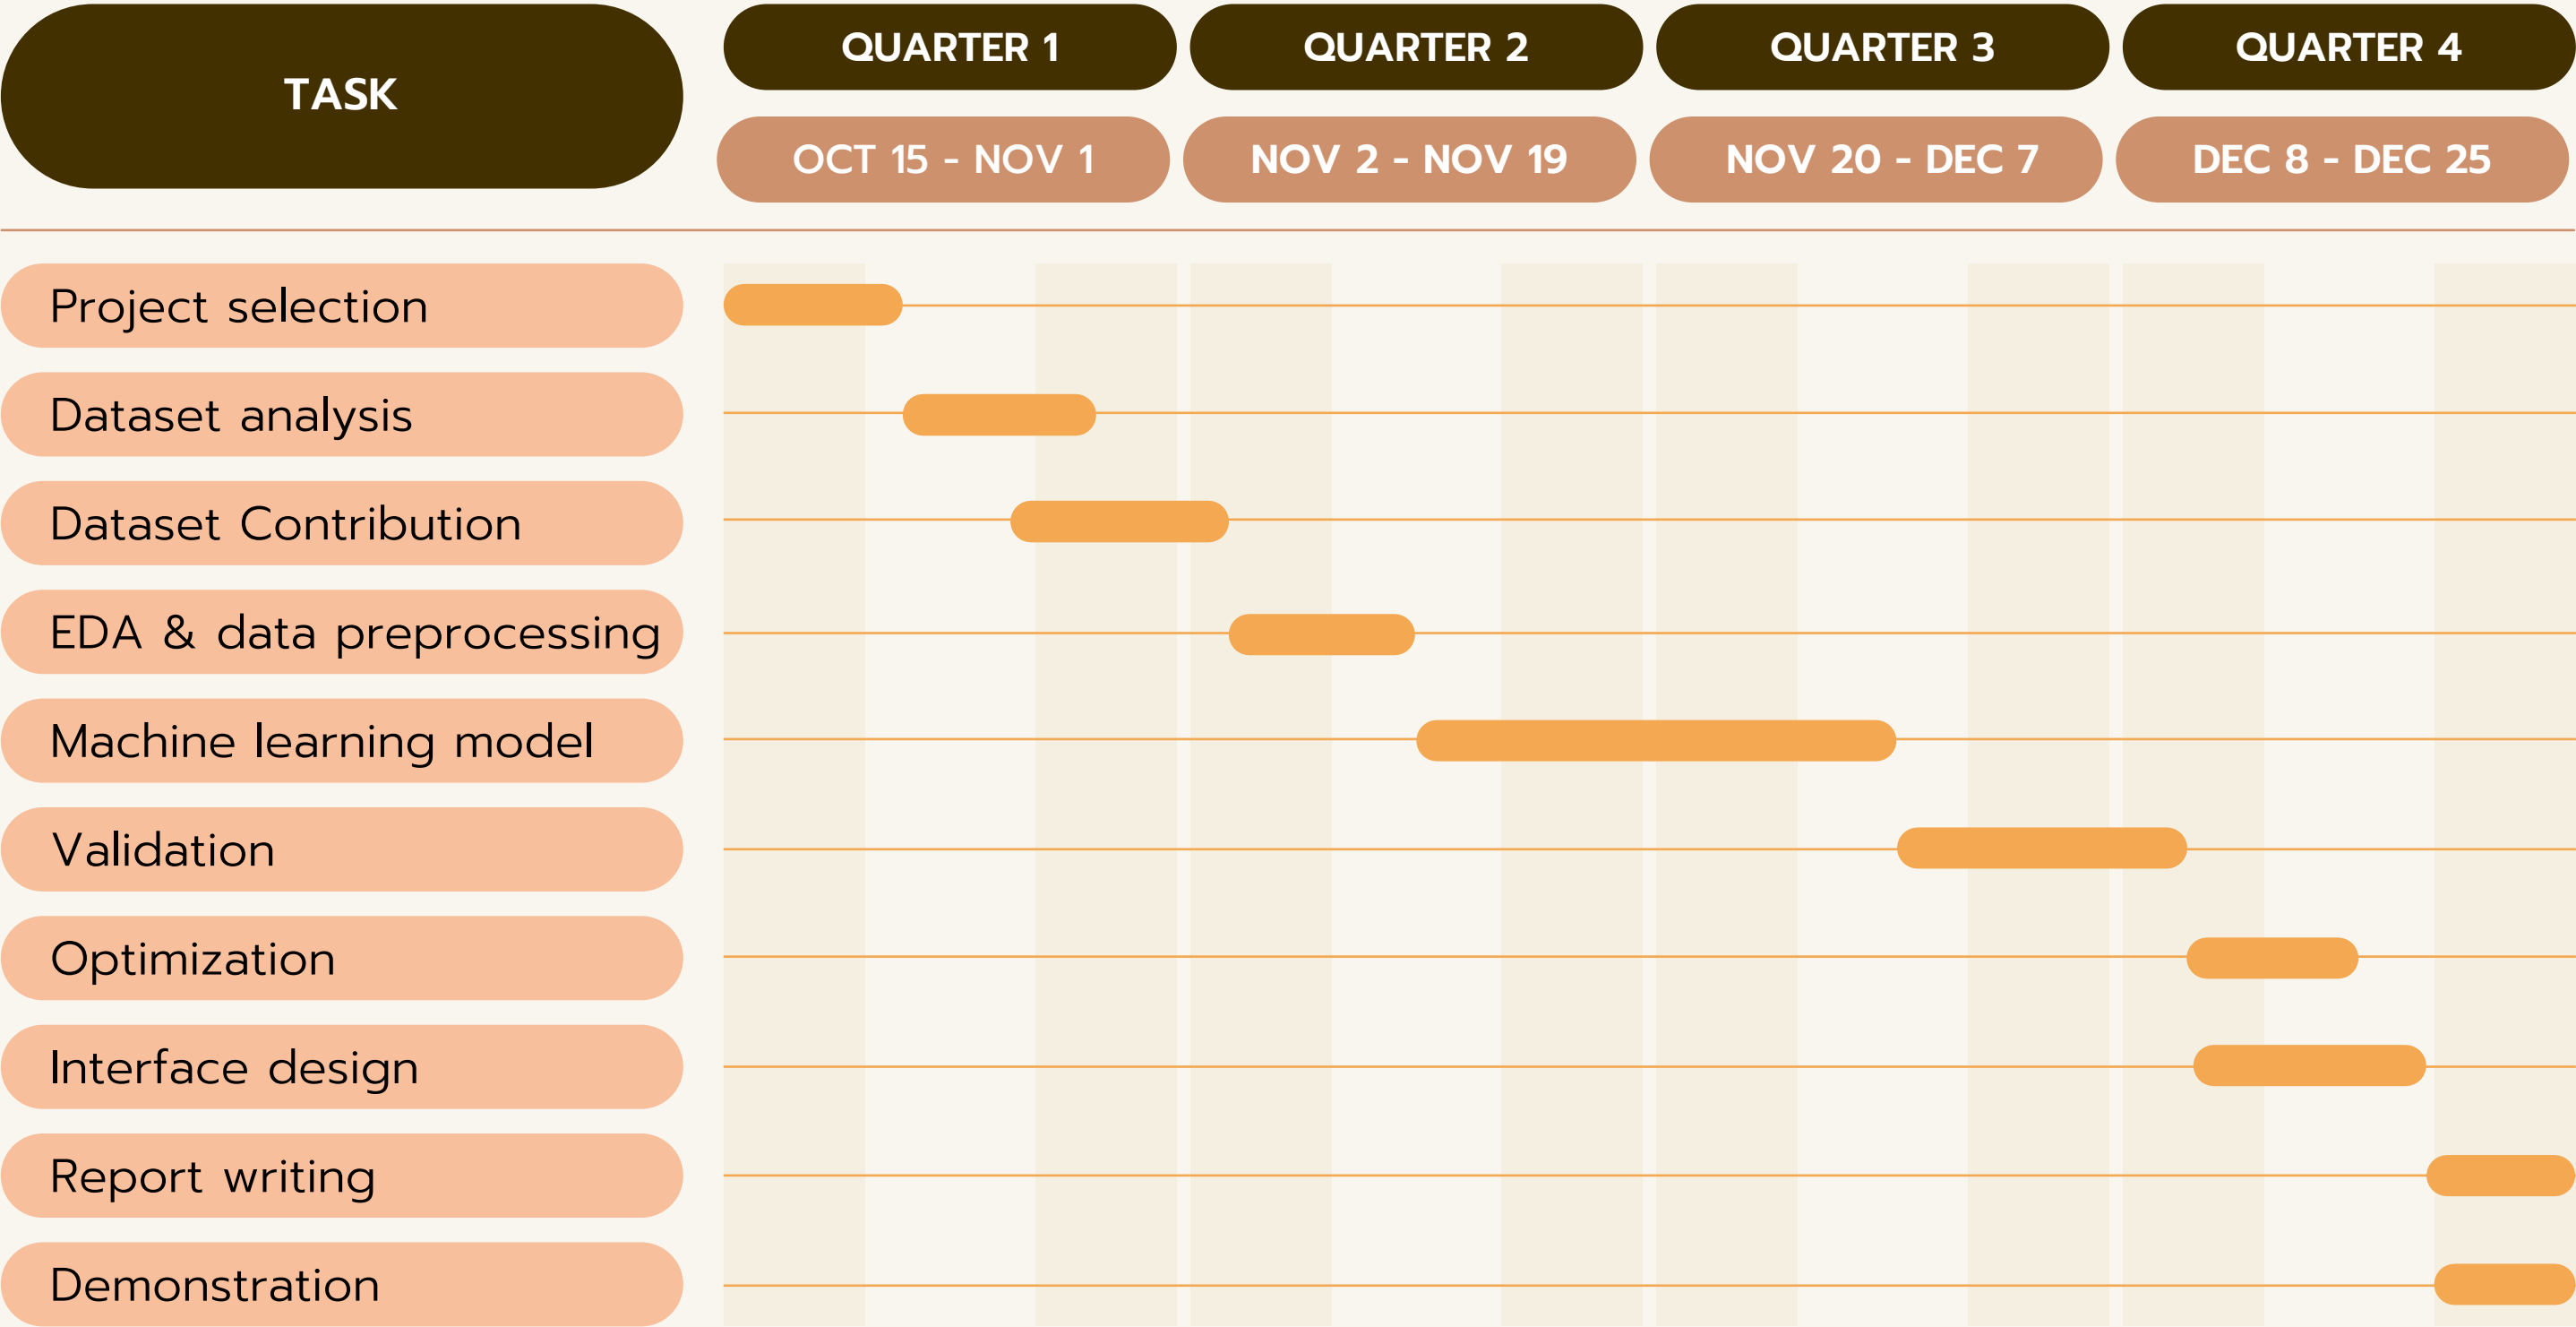 TASK
QUARTER 1
QUARTER 2
QUARTER 3
QUARTER 4
OCT 15 - NOV 1
NOV 2 - NOV 19
NOV 20 - DEC 7
DEC 8 - DEC 25
Project selection
Dataset analysis
Dataset Contribution
EDA & data preprocessing
Machine learning model
Validation
Optimization
Interface design
Report writing
Demonstration